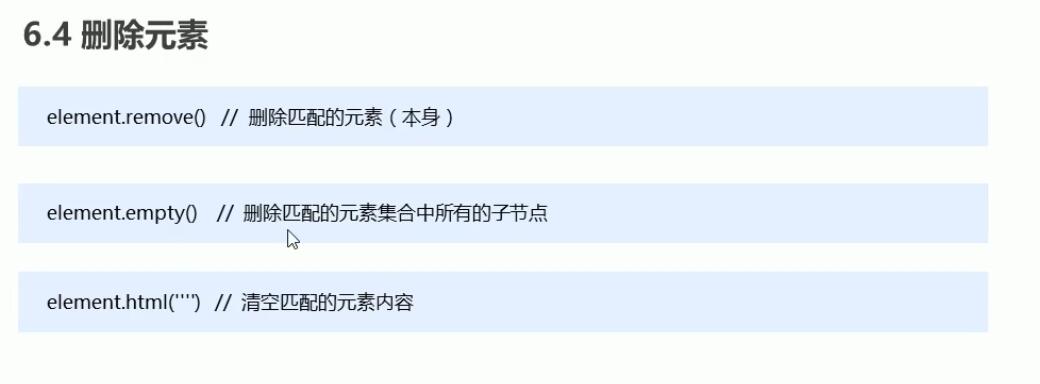 6.4 删除元素
element.remove()   //  删除匹配的元素（本身）
element.empty()   //  删除匹配的元素集合中所有的子节点
element.html('''')   //  清空匹配的元素内容